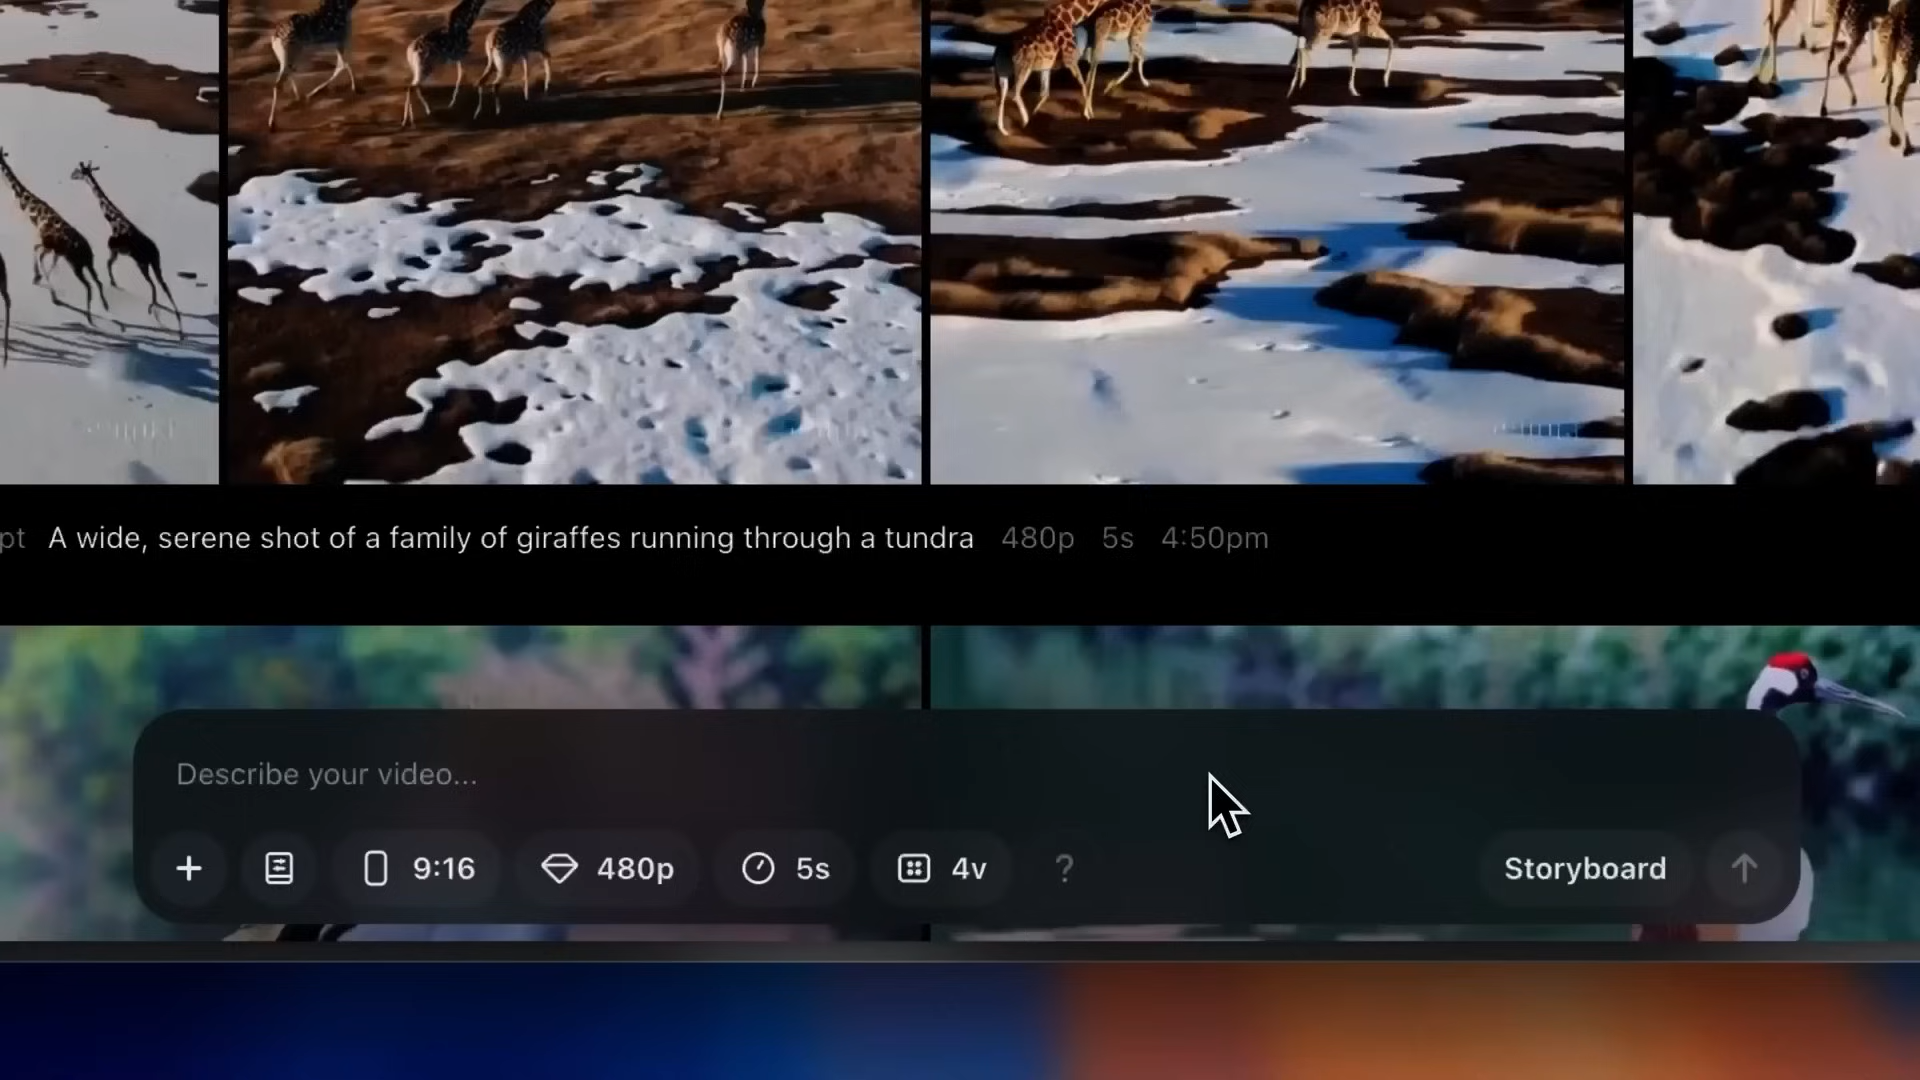 pt A wide, serene shot of a family of giraffes running through a tundra 480p 5s 4:50pm
Describe your video...
9:16 480p 5s 4v ? Storyboard